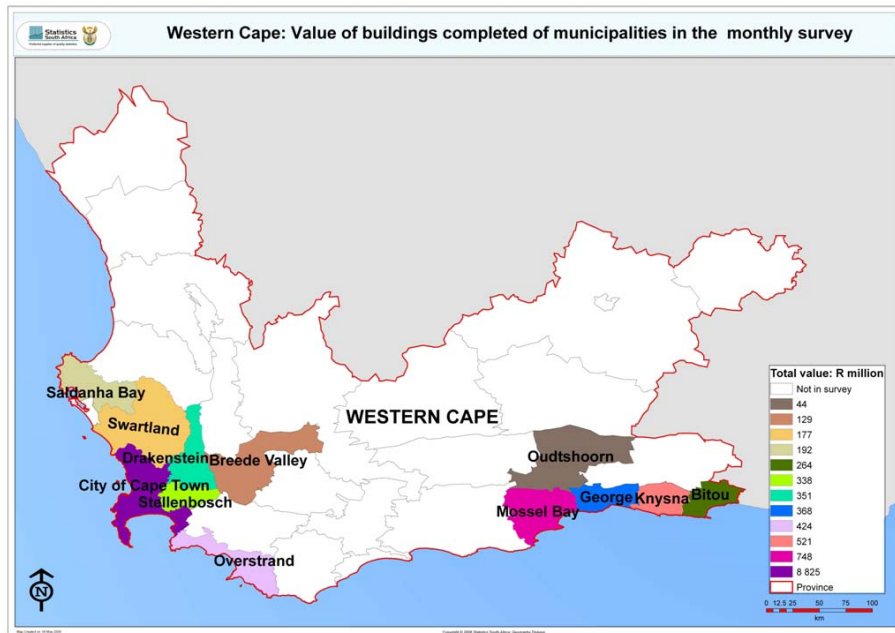 Statistics
South Africa
Western Cape: Value of buildings completed of municipalities in the monthly survey
Saldanha Bay
Swartland
WESTERN CAPE
Drakenstein
Breede Valley
Oudtshoorn
City of Cape Town
Stellenbosch
George
Knysna
Bitou
Mossel Bay
Overstrand
Total value: R million
Not in survey
44
129
177
192
264
338
351
368
424
521
748
8 825
Province
0 12.5 25 50 75 100
km
N